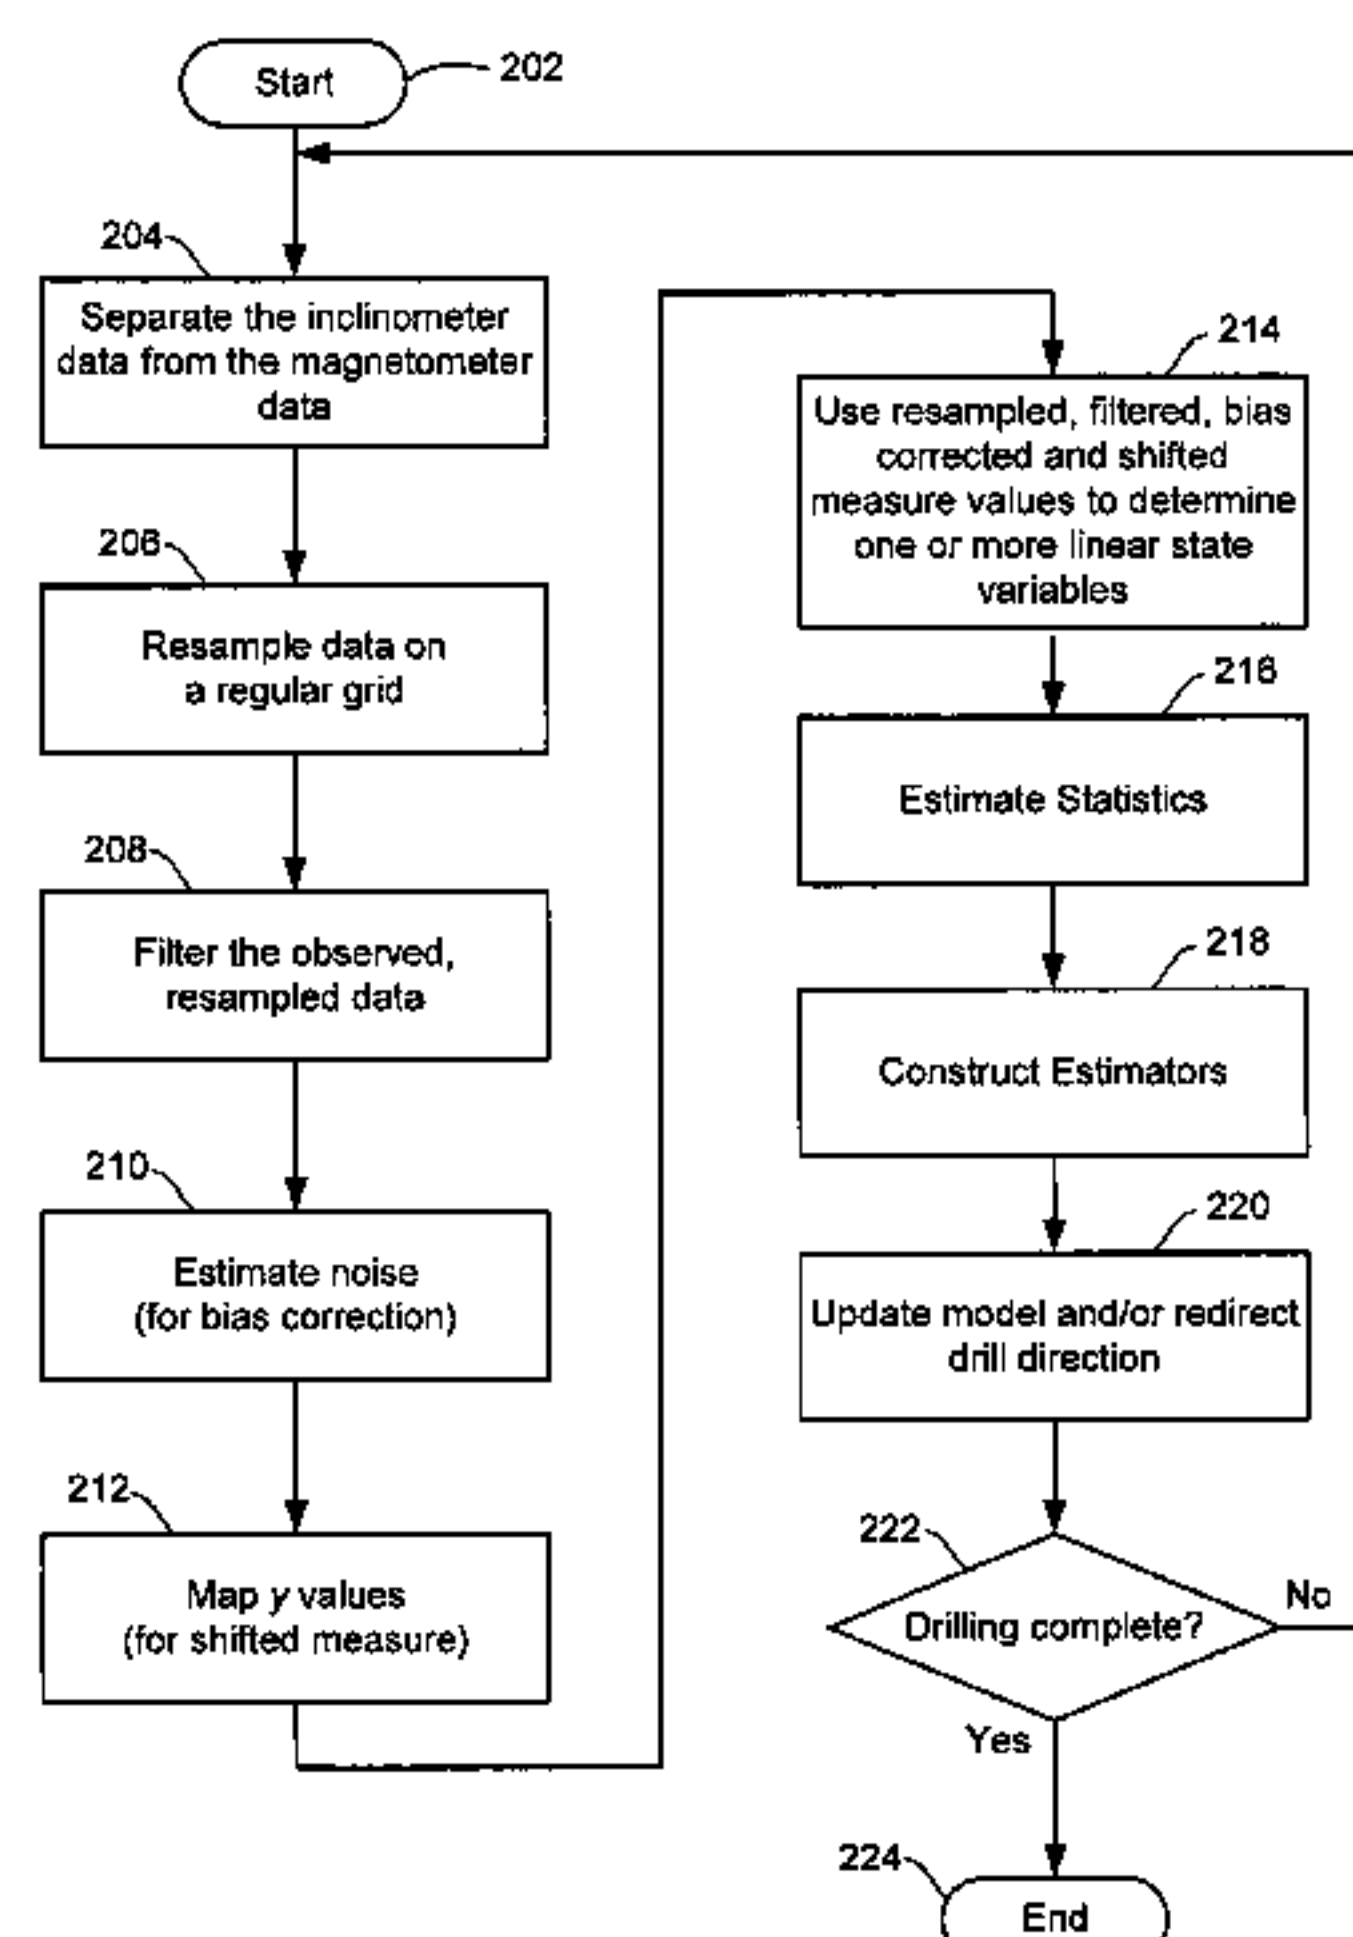 Start
202
204
Separate the inclinometer
data from the magnetometer
data
206
Resample data on
a regular grid
208
Filter the observed,
resampled data
210
Estimate noise
(for bias correction)
212
Map y values
(for shifted measure)
214
Use resampled, filtered, bias
corrected and shifted
measure values to determine
one or more linear state
variables
216
Estimate Statistics
218
Construct Estimators
220
Update model and/or redirect
drill direction
222
Drilling complete?
No
Yes
224
End